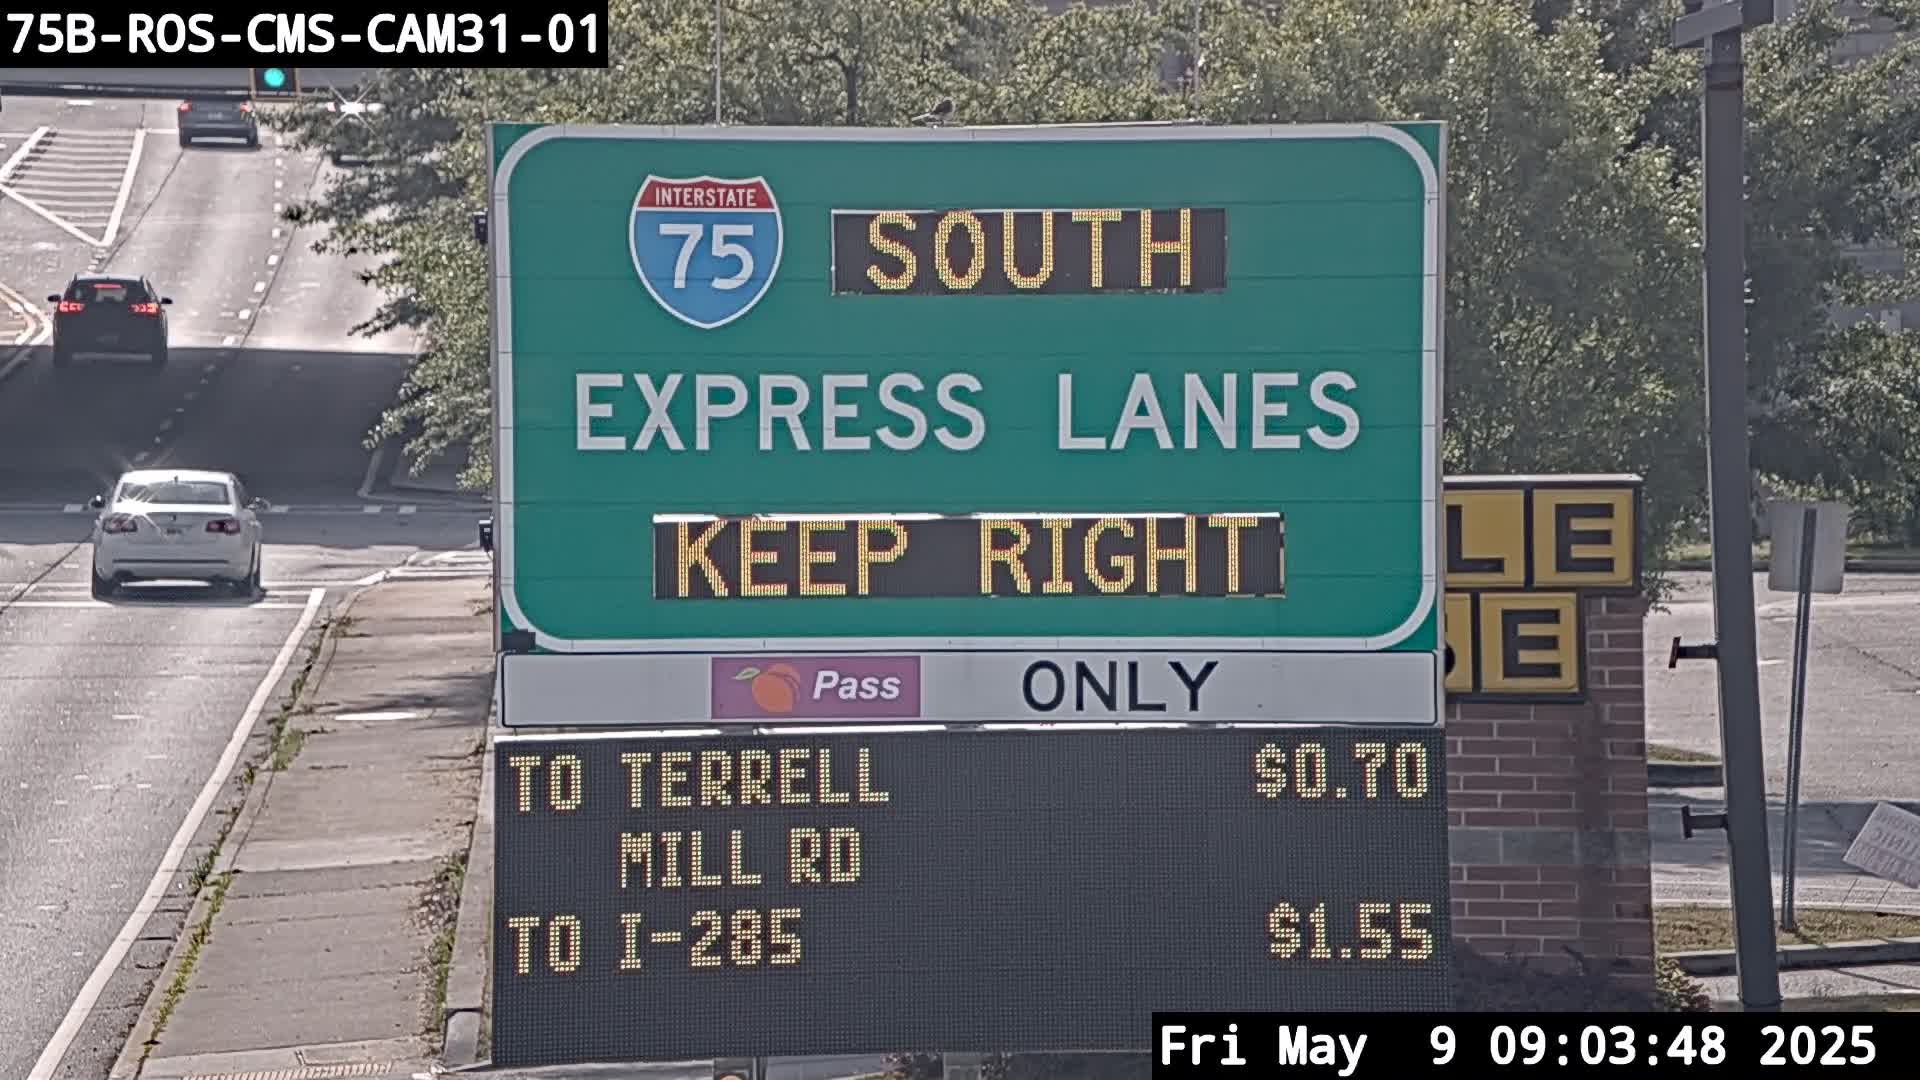 75B-ROS-CMS-CAM31-01
INTERSTATE
75 SOUTH
EXPRESS LANES
KEEP RIGHT
Pass ONLY
TO TERRELL $0.70
MILL RD
TO I-285 $1.55
LE
E
Fri May 9 09:03:48 2025